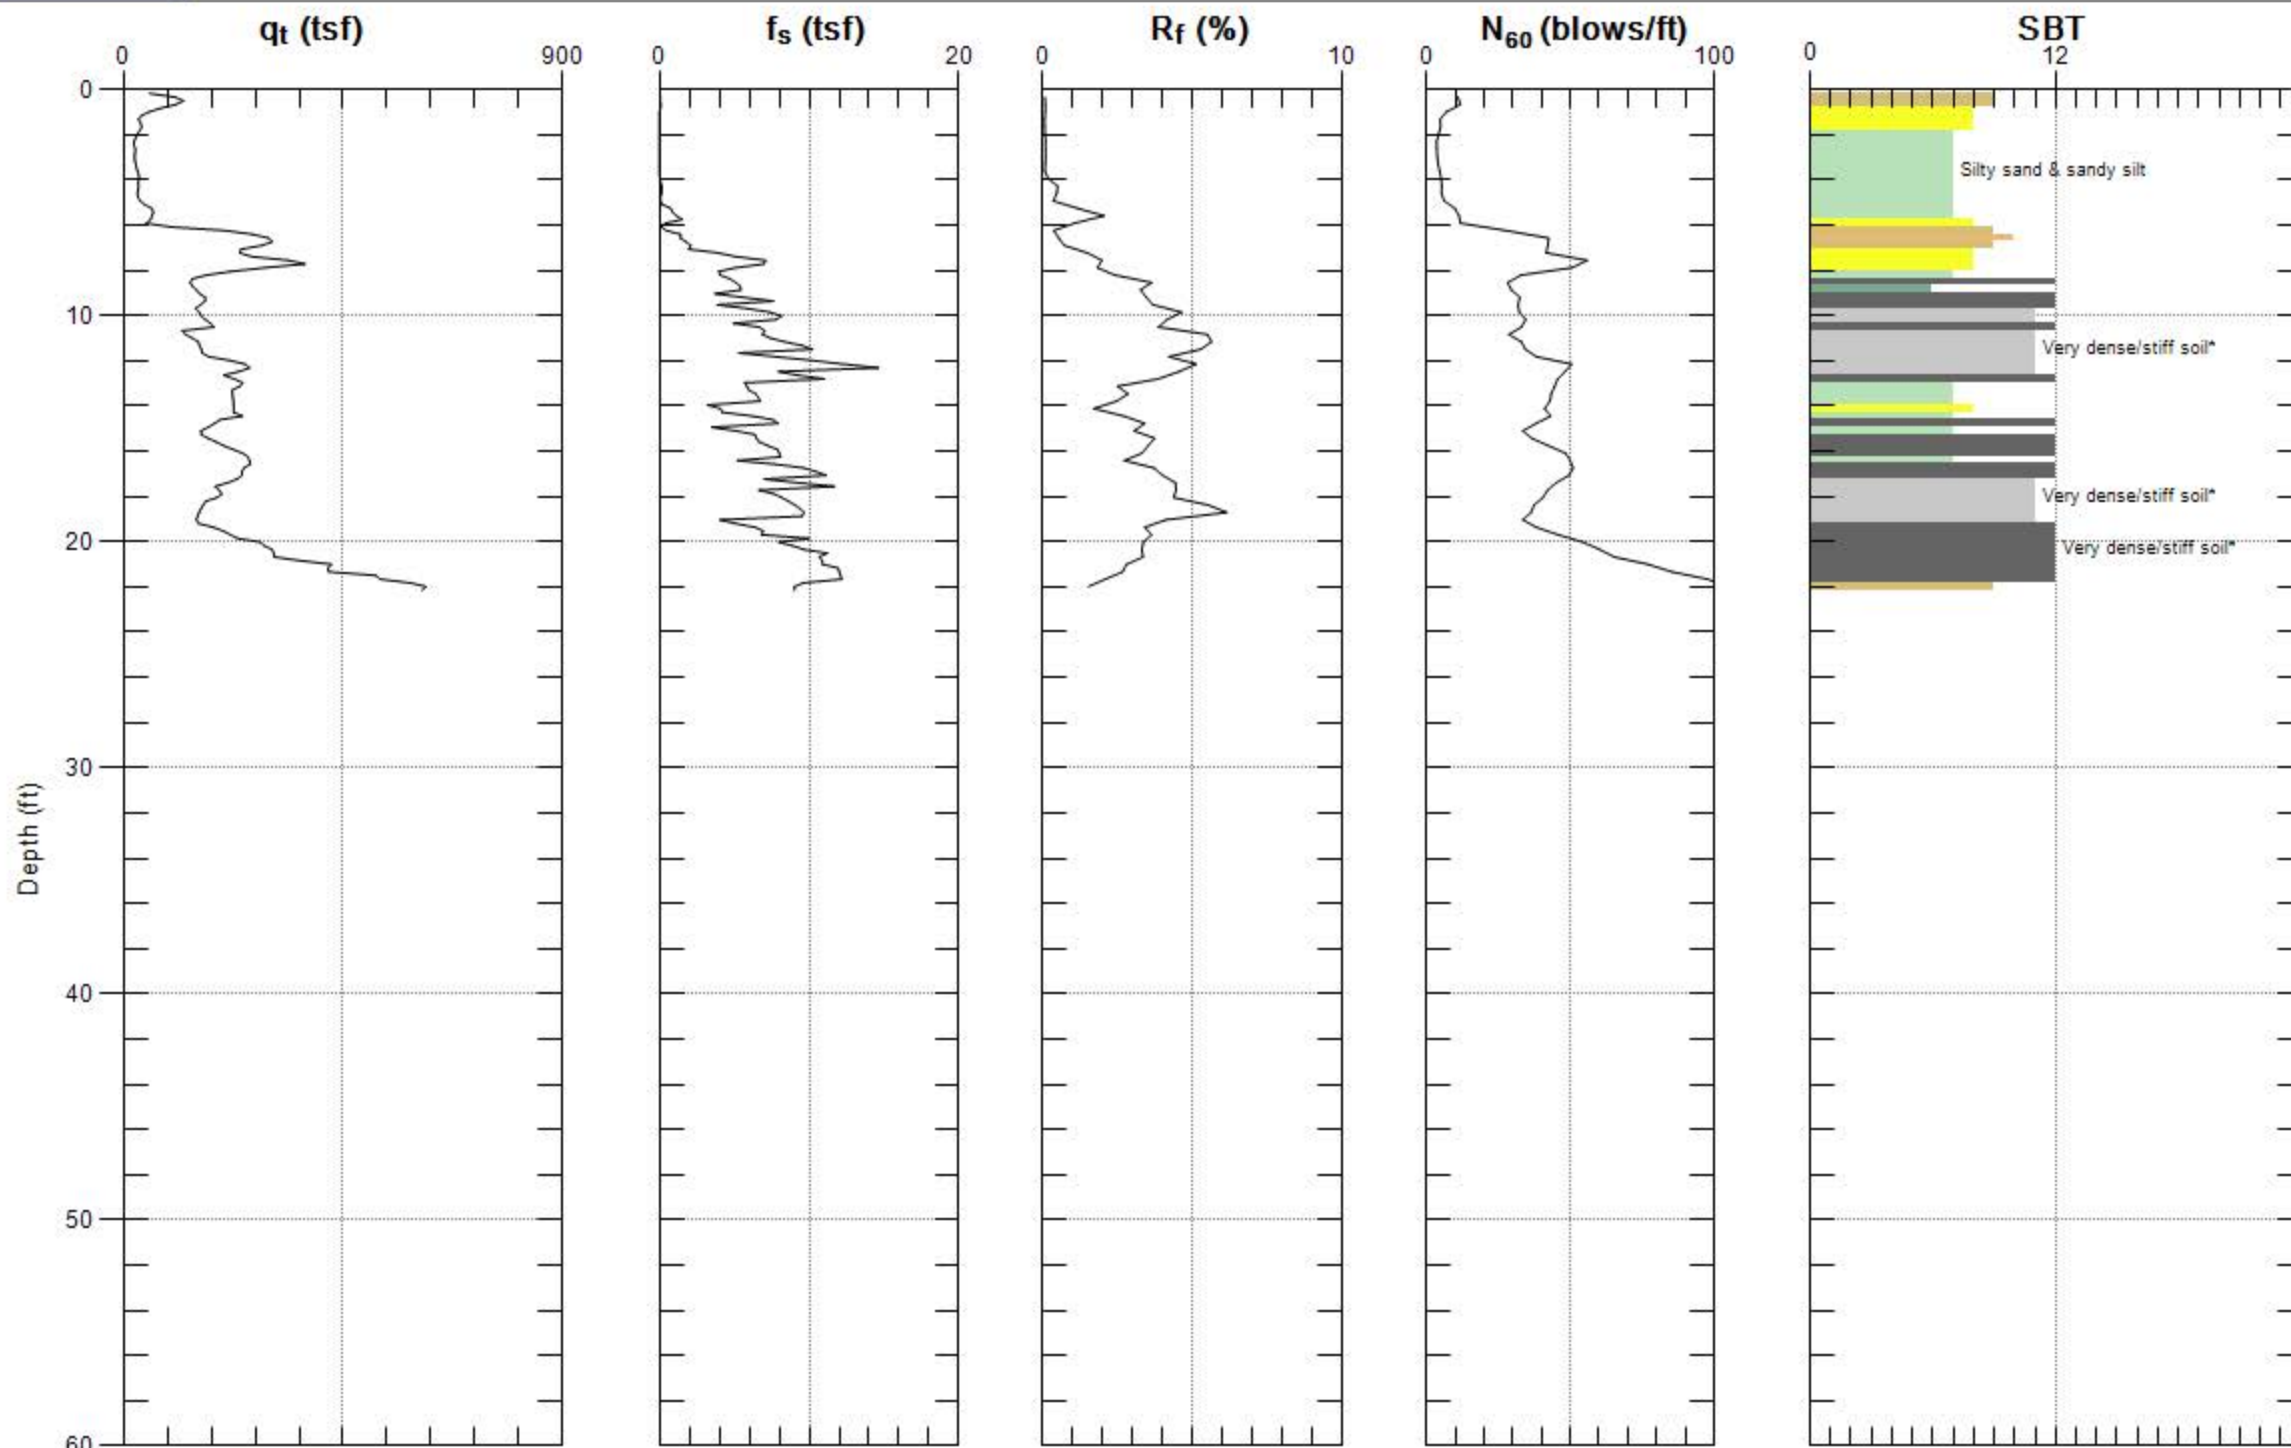 qt (tsf) fs (tsf) Rf (%) N60 (blows/ft) SBT
0 900 0 20 0 10 0 100 0 12
0
Silty sand & sandy silt
10
Very dense/stiff soil*
Very dense/stiff soil*
20
Very dense/stiff soil*
30
Depth (ft)
40
50
60